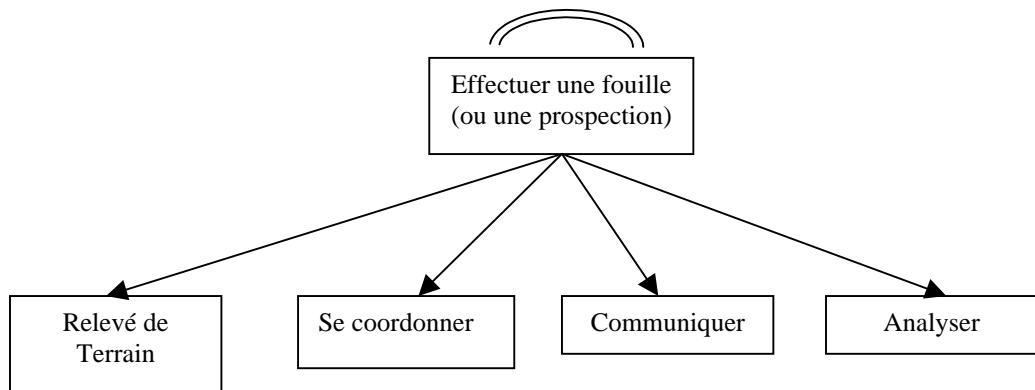 Effectuer une fouille
(ou une prospection)
Relevé de
Terrain
Se coordonner
Communiquer
Analyser